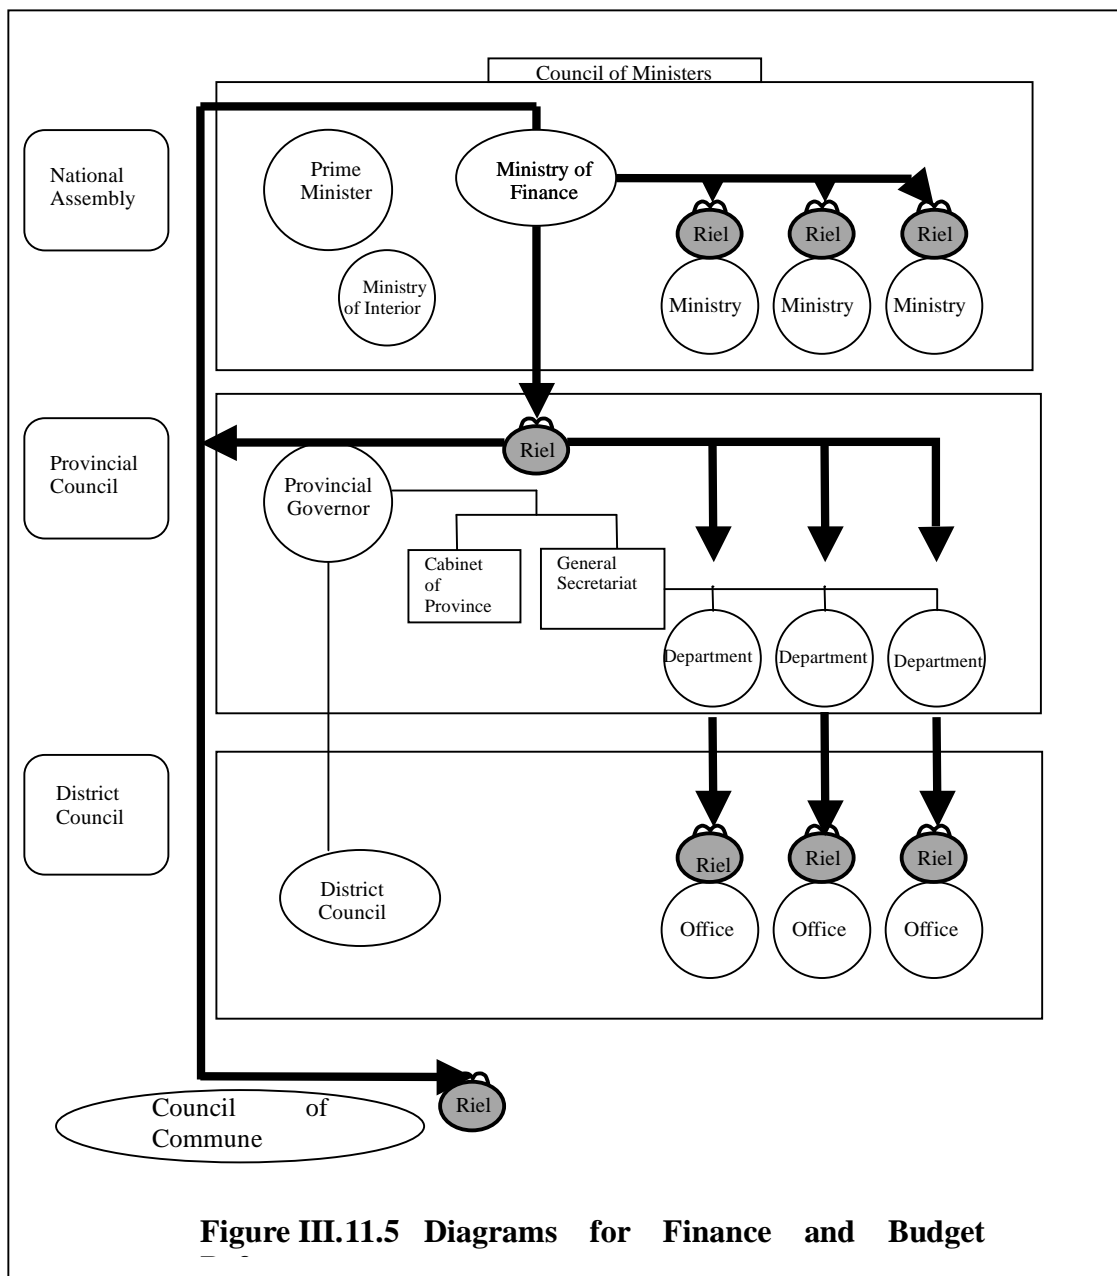 Council of Ministers
National
Assembly
Prime
Minister
Ministry of
Finance
Riel
Riel
Riel
Ministry
of Interior
Ministry
Ministry
Ministry
Provincial
Council
Riel
Provincial
Governor
Cabinet
of
Province
General
Secretariat
Department
Department
Department
District
Council
Riel
Riel
Riel
District
Council
Office
Office
Office
Riel
Council of
Commune
Figure III.11.5 Diagrams for Finance and Budget